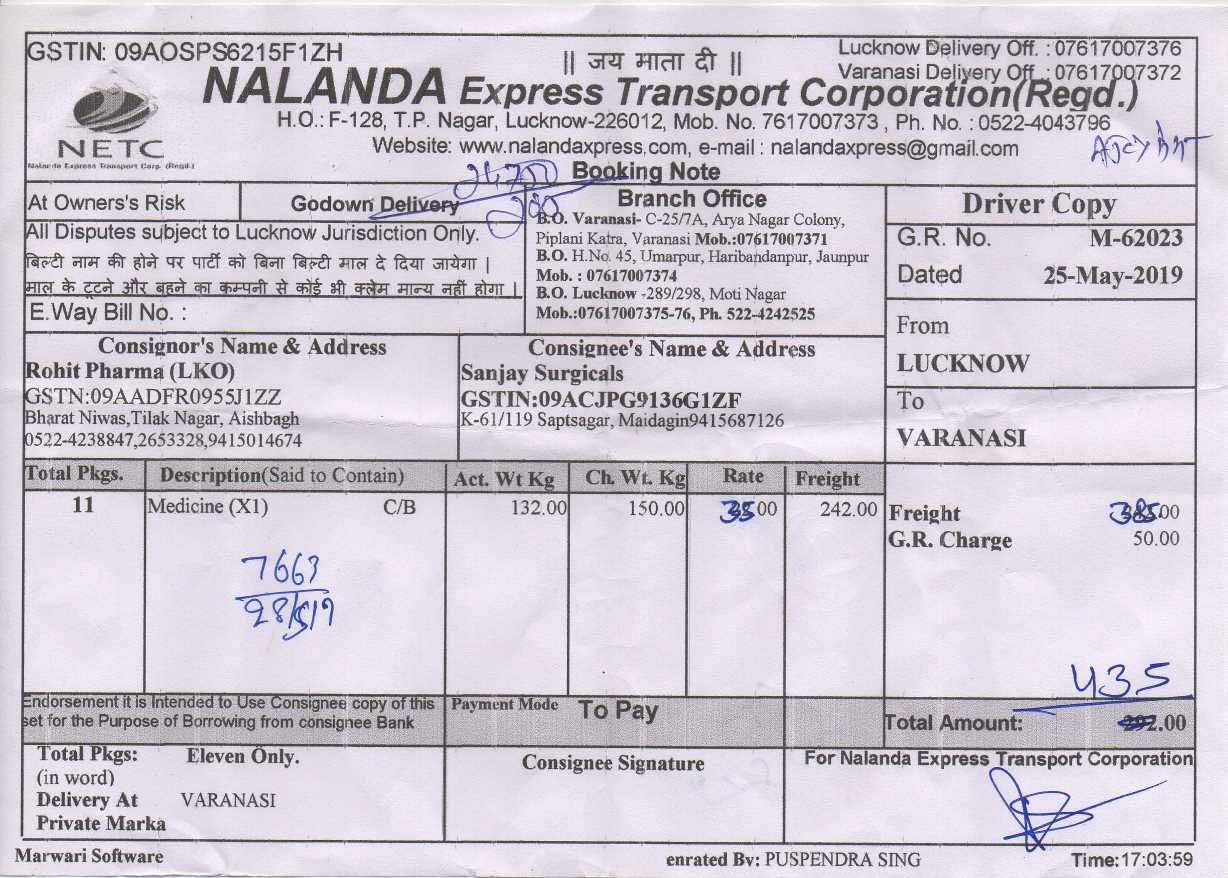 GSTIN: 09AOSPS6215F1ZH
|| जय माता दी ||
Lucknow Delivery Off. : 07617007376
Varanasi Delivery Off. : 07617007372
NALANDA Express Transport Corporation(Regd.)
H.O.: F-128, T.P. Nagar, Lucknow-226012, Mob. No. 7617007373 , Ph. No. : 0522-4043796
Website: www.nalandaxpress.com, e-mail : nalandaxpress@gmail.com
NETC
Nalanda Express Transport Corp. (Regd.)
Booking Note
At Owners's Risk
Godown Delivery
All Disputes subject to Lucknow Jurisdiction Only.
बिल्टी नाम की होने पर पार्टी को बिना बिल्टी माल दे दिया जायेगा |
माल के टूटने और बहने का कम्पनी से कोई भी क्लेम मान्य नहीं होगा |
E.Way Bill No. :
Branch Office
B.O. Varanasi- C-25/7A, Arya Nagar Colony,
Piplani Katra, Varanasi Mob.:07617007371
B.O. H.No. 45, Umarpur, Haribandanpur, Jaunpur
Mob. : 07617007374
B.O. Lucknow -289/298, Moti Nagar
Mob.:07617007375-76, Ph. 522-4242525
Driver Copy
G.R. No. M-62023
Dated 25-May-2019
From
LUCKNOW
To
VARANASI
Consignor's Name & Address
Rohit Pharma (LKO)
GSTN:09AADFR0955J1ZZ
Bharat Niwas,Tilak Nagar, Aishbagh
0522-4238847,2653328,9415014674
Consignee's Name & Address
Sanjay Surgicals
GSTIN:09ACJPG9136G1ZF
K-61/119 Saptsagar, Maidagin9415687126
Total Pkgs. Description(Said to Contain) Act. Wt Kg Ch. Wt. Kg Rate Freight
11 Medicine (X1) C/B 132.00 150.00 35.00 242.00
7663
28/5/19
Freight 385.00
G.R. Charge 50.00
435
Endorsement it is Intended to Use Consignee copy of this
set for the Purpose of Borrowing from consignee Bank
Payment Mode To Pay
Total Amount: 292.00
Total Pkgs: Eleven Only.
(in word)
Delivery At VARANASI
Private Marka
Consignee Signature
For Nalanda Express Transport Corporation
Marwari Software
enrated By: PUSPENDRA SING
Time:17:03:59